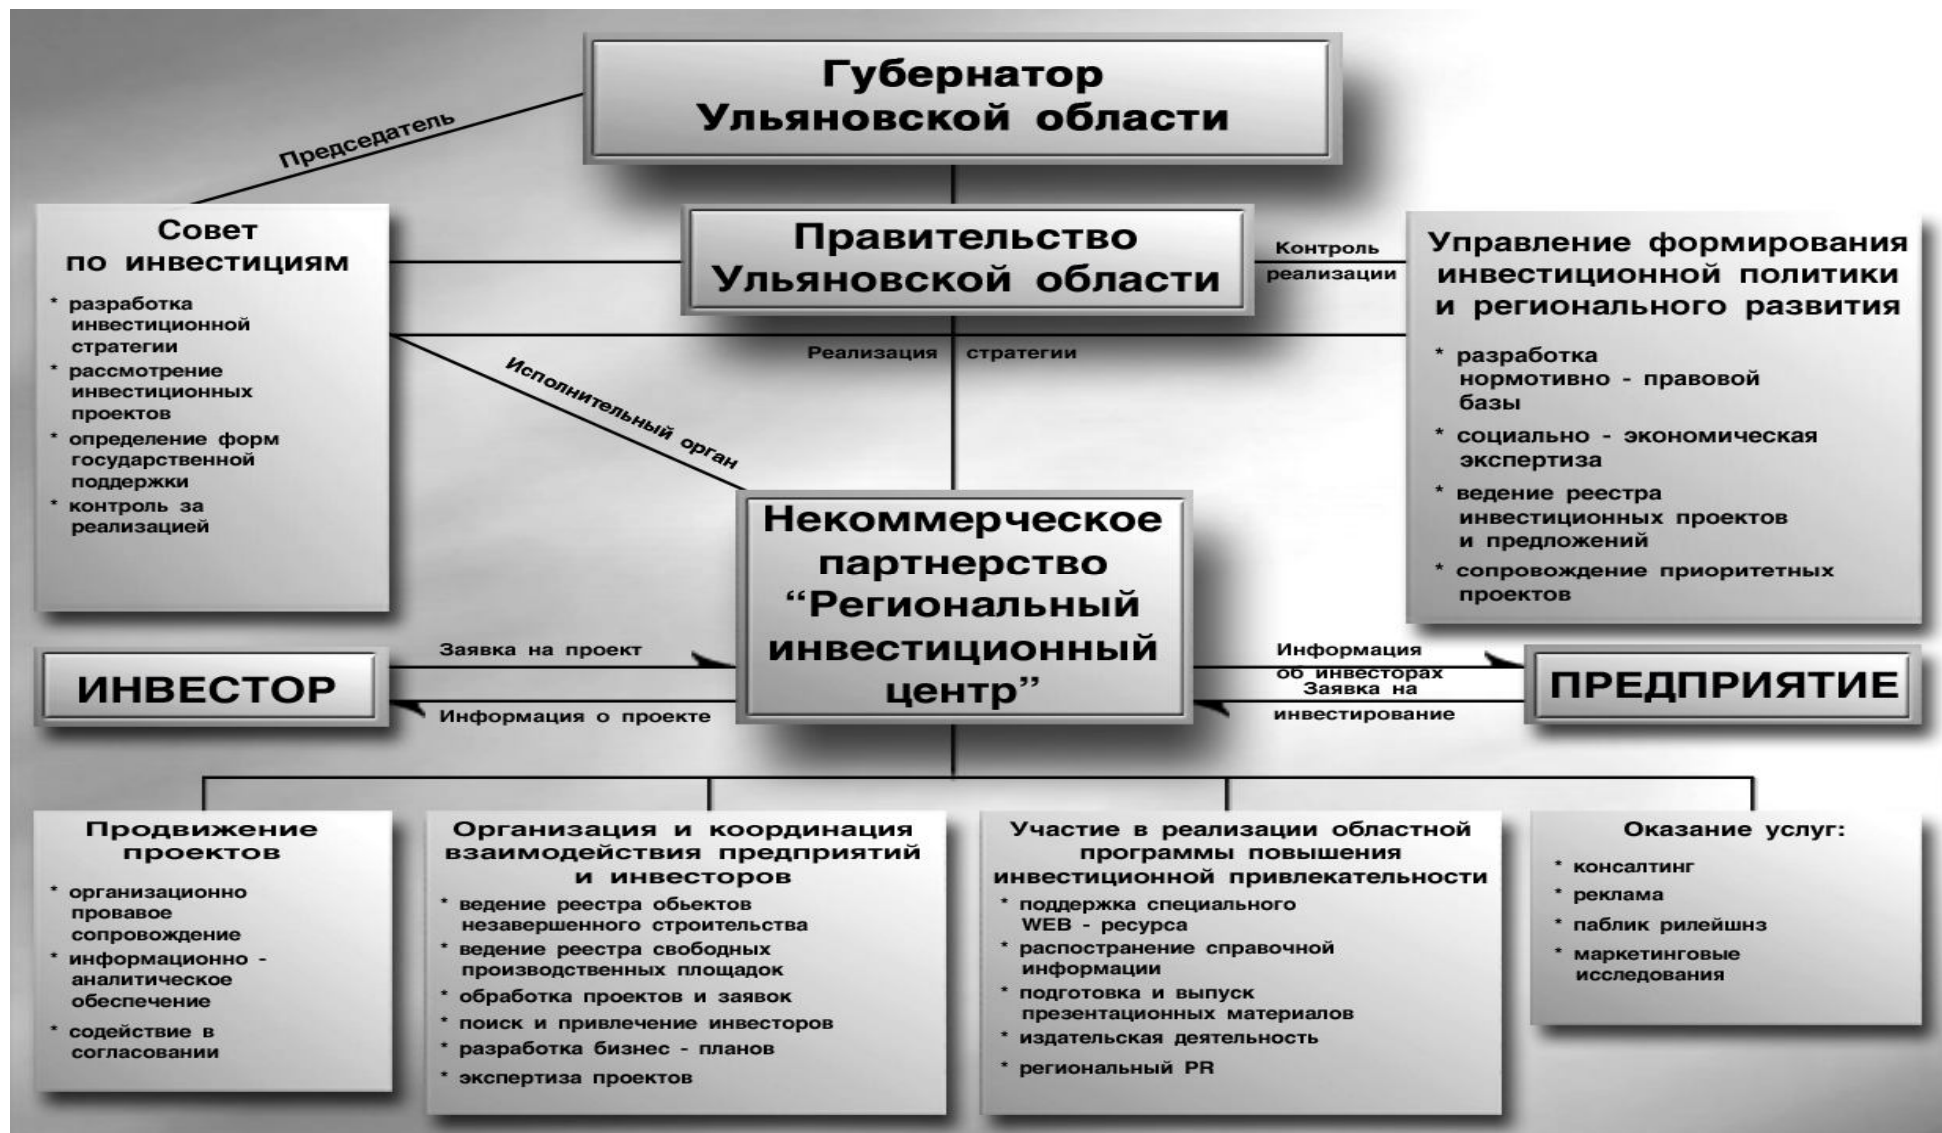 Губернатор
Ульяновской области
Председатель
Совет
по инвестициям
* разработка
инвестиционной
стратегии
* рассмотрение
инвестиционных
проектов
* определение форм
государственной
поддержки
* контроль за
реализацией
Правительство
Ульяновской области
Контроль
реализации
Управление формирования
инвестиционной политики
и регионального развития
* разработка
нормотивно - правовой
базы
* социально - экономическая
экспертиза
* ведение реестра
инвестиционных проектов
и предложений
* сопровождение приоритетных
проектов
Реализация стратегии
Исполнительный орган
Некоммерческое
партнерство
“Региональный
инвестиционный
центр”
ИНВЕСТОР
Заявка на проект
Информация о проекте
Информация
об инвесторах
Заявка на
инвестирование
ПРЕДПРИЯТИЕ
Продвижение
проектов
* организационно
провавое
сопровождение
* информационно -
аналитическое
обеспечение
* содействие в
согласовании
Организация и координация
взаимодействия предприятий
и инвесторов
* ведение реестра обьектов
незавершенного строительства
* ведение реестра свободных
производственных площадок
* обработка проектов и заявок
* поиск и привлечение инвесторов
* разработка бизнес - планов
* экспертиза проектов
Участие в реализации областной
программы повышения
инвестиционной привлекательности
* поддержка специального
WEB - ресурса
* распостранение справочной
информации
* подготовка и выпуск
презентационных материалов
* издательская деятельность
* региональный PR
Оказание услуг:
* консалтинг
* реклама
* паблик рилейшнз
* маркетинговые
исследования